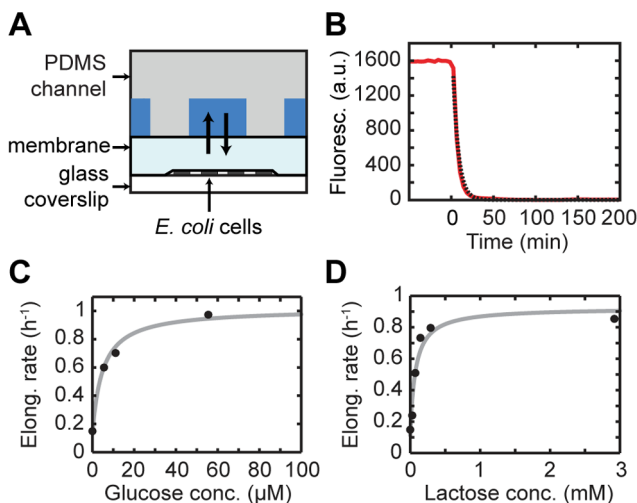 A
PDMS
channel
membrane
glass
coverslip
E. coli cells
B
Fluoresc. (a.u.)
1600
1200
800
400
0
0 50 100 150 200
Time (min)
C
Elong. rate (h⁻¹)
1
0.8
0.6
0.4
0.2
0 20 40 60 80 100
Glucose conc. (µM)
D
Elong. rate (h⁻¹)
1
0.8
0.6
0.4
0.2
0
0 1 2 3
Lactose conc. (mM)